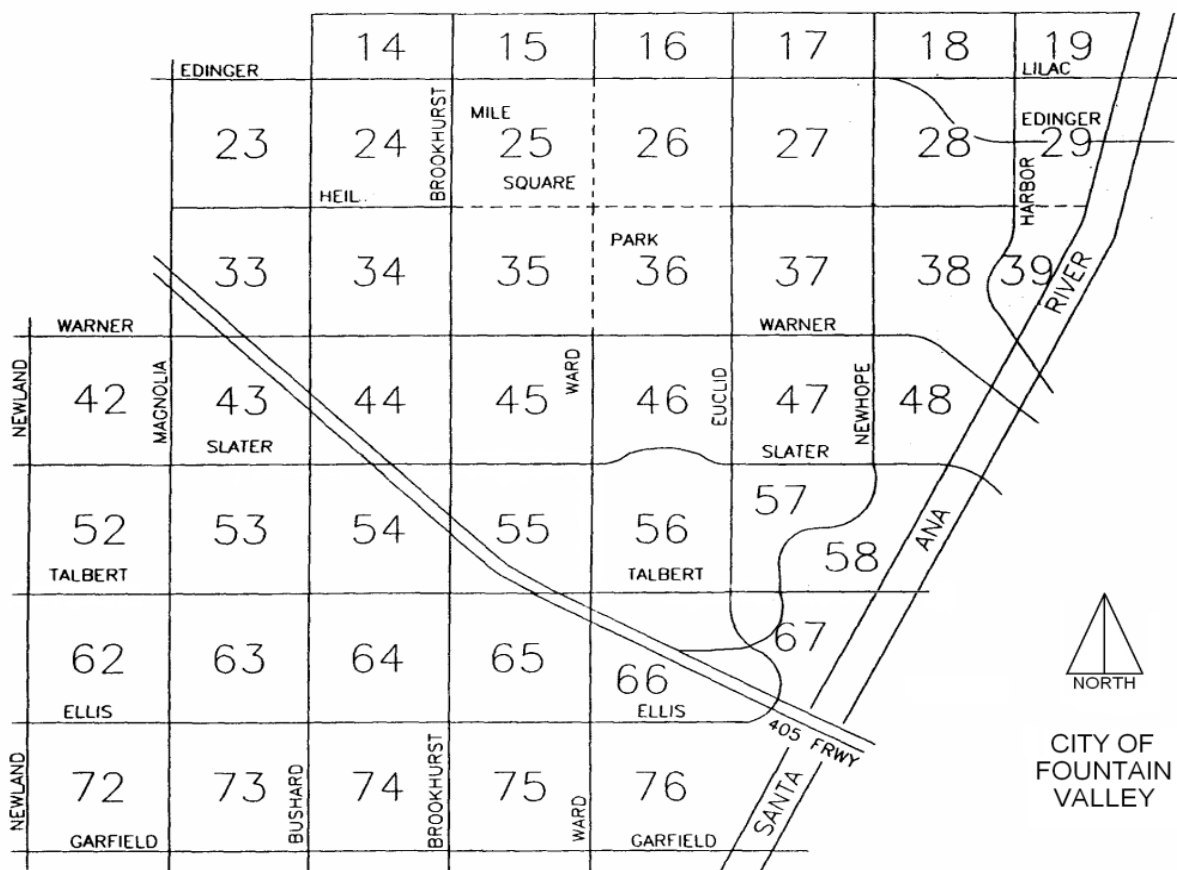 14 15 16 17 18 19
EDINGER
LILAC
MILE
EDINGER
23 24 25 26 27 28 29
BROOKHURST
SQUARE
HEIL..
HARBOR
PARK
33 34 35 36 37 38 39
RIVER
WARNER
WARNER
NEWLAND
MAGNOLIA
WARD
EUCLID
NEWHOPE
42 43 44 45 46 47 48
SLATER
SLATER
57
52 53 54 55 56
ANA
58
TALBERT
TALBERT
67
62 63 64 65
66
NORTH
ELLIS
ELLIS
405 FRWY
CITY OF
FOUNTAIN
VALLEY
NEWLAND
BUSHARD
BROOKHURST
WARD
SANTA
72 73 74 75 76
GARFIELD
GARFIELD